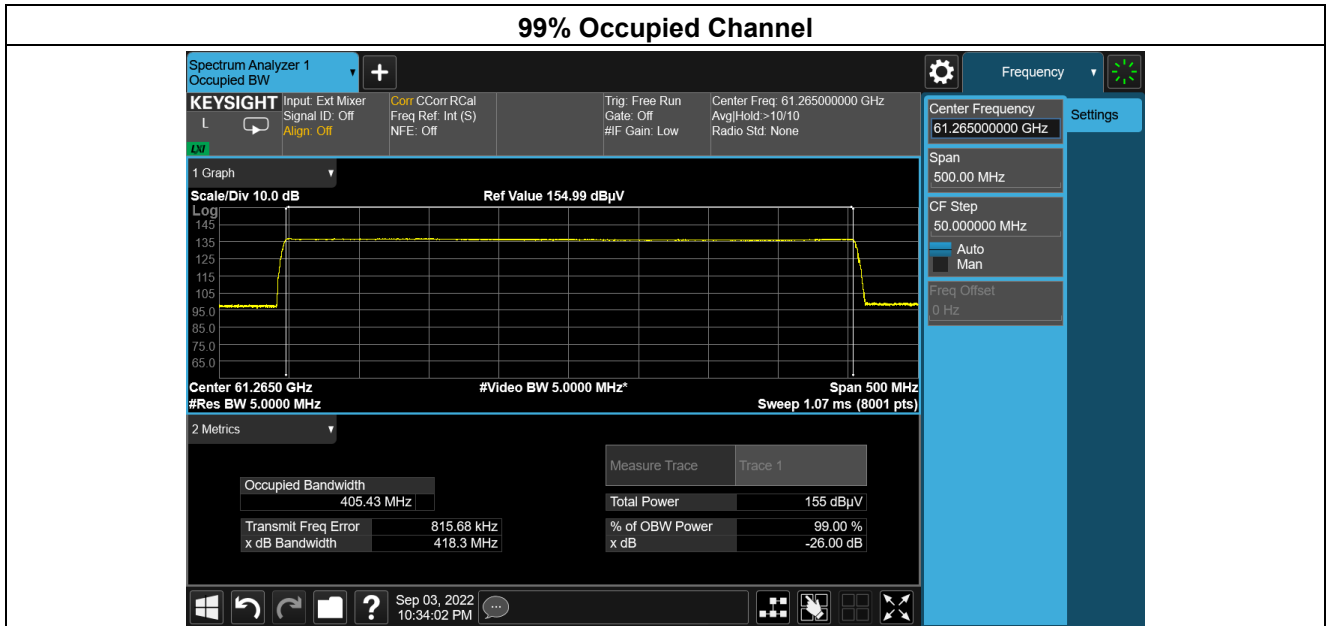 99% Occupied Channel
Spectrum Analyzer 1
Occupied BW
Frequency
KEYSIGHT
L
LXI
Input: Ext Mixer
Signal ID: Off
Align: Off
Corr CCorr RCal
Freq Ref: Int (S)
NFE: Off
Trig: Free Run
Gate: Off
#IF Gain: Low
Center Freq: 61.265000000 GHz
Avg|Hold:>10/10
Radio Std: None
Center Frequency
61.265000000 GHz
Settings
Span
500.00 MHz
CF Step
50.000000 MHz
Auto
Man
Freq Offset
0 Hz
1 Graph
Scale/Div 10.0 dB
Ref Value 154.99 dBµV
Log
145
135
125
115
105
95.0
85.0
75.0
65.0
Center 61.2650 GHz
#Video BW 5.0000 MHz*
Span 500 MHz
#Res BW 5.0000 MHz
Sweep 1.07 ms (8001 pts)
2 Metrics
Measure Trace
Trace 1
Occupied Bandwidth
405.43 MHz
Total Power
155 dBµV
Transmit Freq Error
815.68 kHz
% of OBW Power
99.00 %
x dB Bandwidth
418.3 MHz
x dB
-26.00 dB
?
Sep 03, 2022
10:34:02 PM